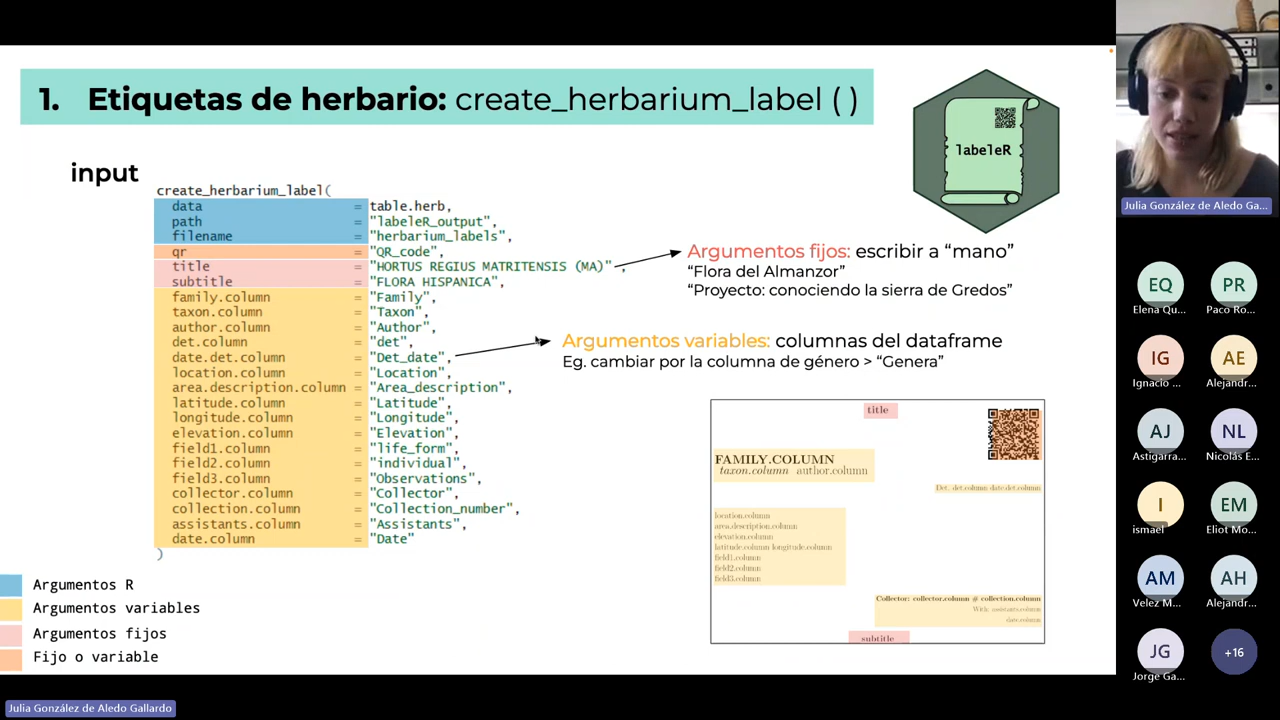 1. Etiquetas de herbario: create_herbarium_label ( )
labeleR
input
create_herbarium_label(
data = table.herb,
path = "labeleR_output",
filename = "herbarium_labels",
qr = "QR_code",
title = "HORTUS REGIUS MATRITENSIS (MA)" ,
subtitle = "FLORA HISPANICA",
family.column = "Family",
taxon.column = "Taxon",
author.column = "Author",
det.column = "det",
date.det.column = "Det_date",
location.column = "Location",
area.description.column = "Area_description",
latitude.column = "Latitude",
longitude.column = "Longitude",
elevation.column = "Elevation",
field1.column = "life_form",
field2.column = "individual",
field3.column = "Observations",
collector.column = "Collector",
collection.column = "Collection_number",
assistants.column = "Assistants",
date.column = "Date"
)
Argumentos fijos: escribir a “mano”
“Flora del Almanzor”
“Proyecto: conociendo la sierra de Gredos”
Argumentos variables: columnas del dataframe
Eg. cambiar por la columna de género > “Genera”
title
FAMILY.COLUMN
taxon.column author.column
Det. det.column date.det.column
location.column
area.description.column
elevation.column
latitude.column longitude.column
field1.column
field2.column
field3.column
Collector: collector.column # collection.column
With: assistants.column
date.column
subtitle
Argumentos R
Argumentos variables
Argumentos fijos
Fijo o variable
Julia González de Aledo Ga...
EQ
Elena Qu...
PR
Paco Ro...
IG
Ignacio ...
AE
Alejandr...
AJ
Astigarra...
NL
Nicolás E...
I
ismael
EM
Eliot Mo...
AM
Velez M...
AH
Alejandr...
JG
Jorge Ga...
+16
Julia González de Aledo Gallardo